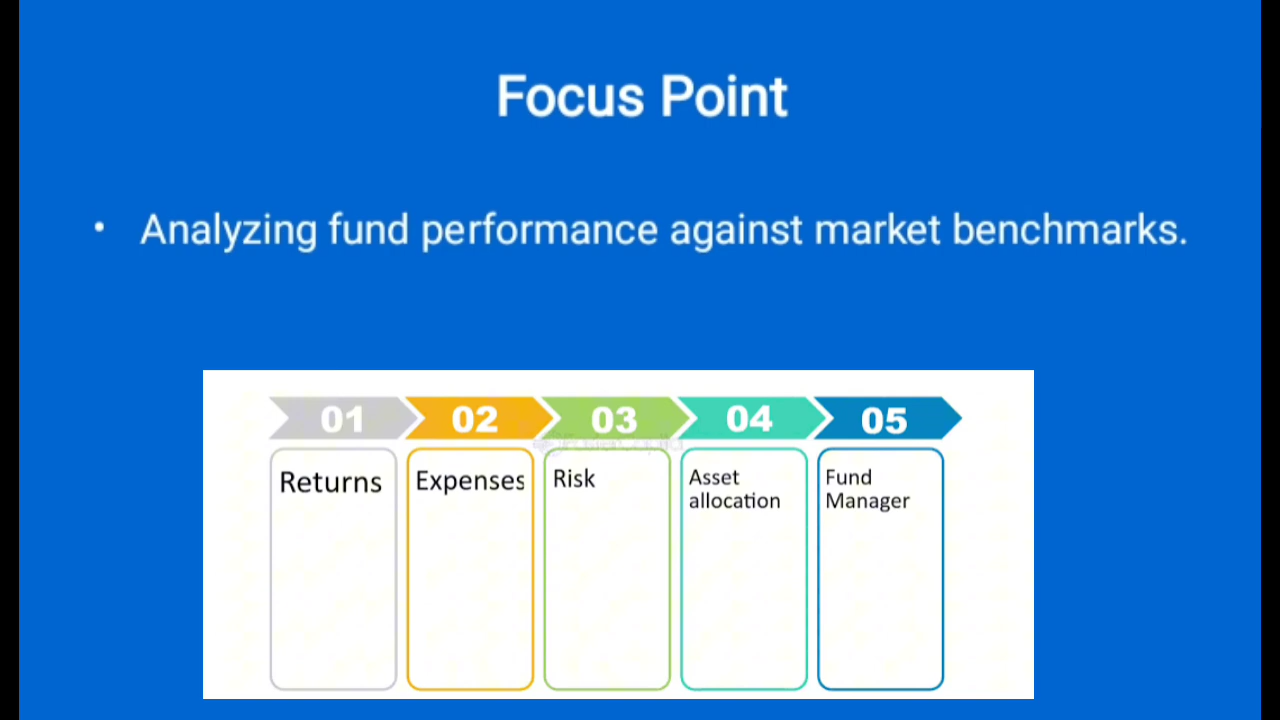 Focus Point
• Analyzing fund performance against market benchmarks.
01 02 03 04 05
Returns
Expenses
Risk
Asset
allocation
Fund
Manager